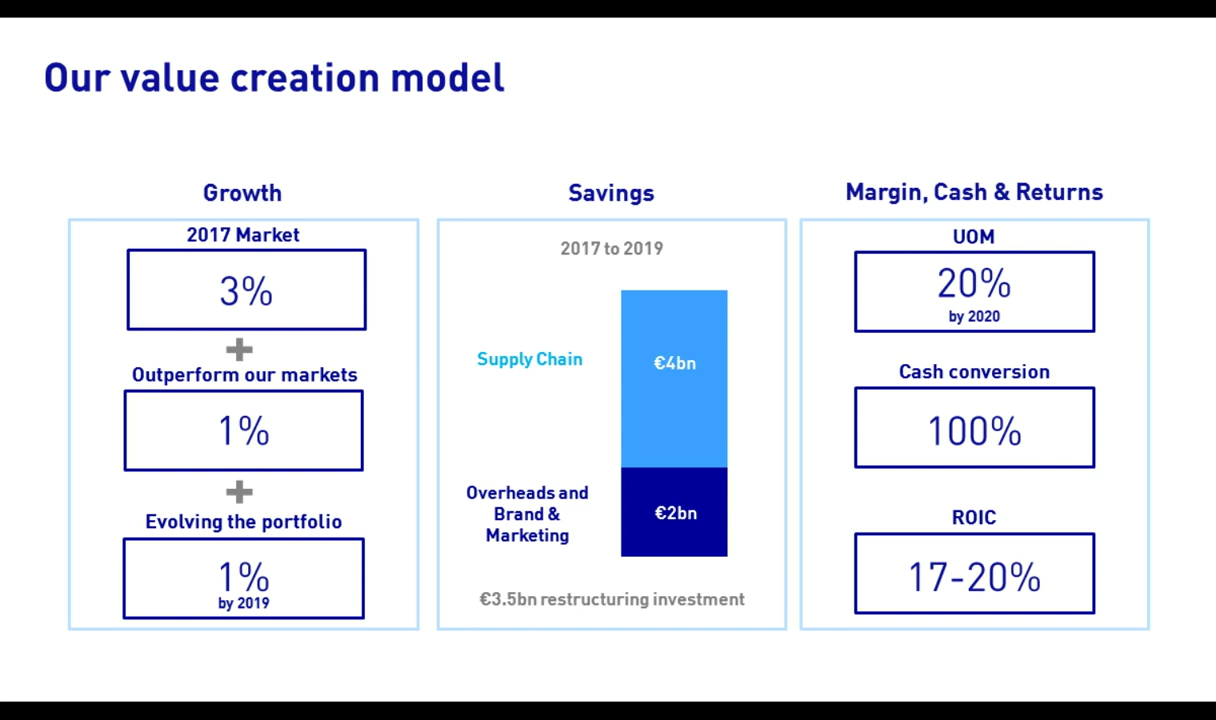 Our value creation model
Growth
2017 Market
3%
+
Outperform our markets
1%
+
Evolving the portfolio
1%
by 2019
Savings
2017 to 2019
Supply Chain
€4bn
Overheads and
Brand &
Marketing
€2bn
€3.5bn restructuring investment
Margin, Cash & Returns
UOM
20%
by 2020
Cash conversion
100%
ROIC
17-20%